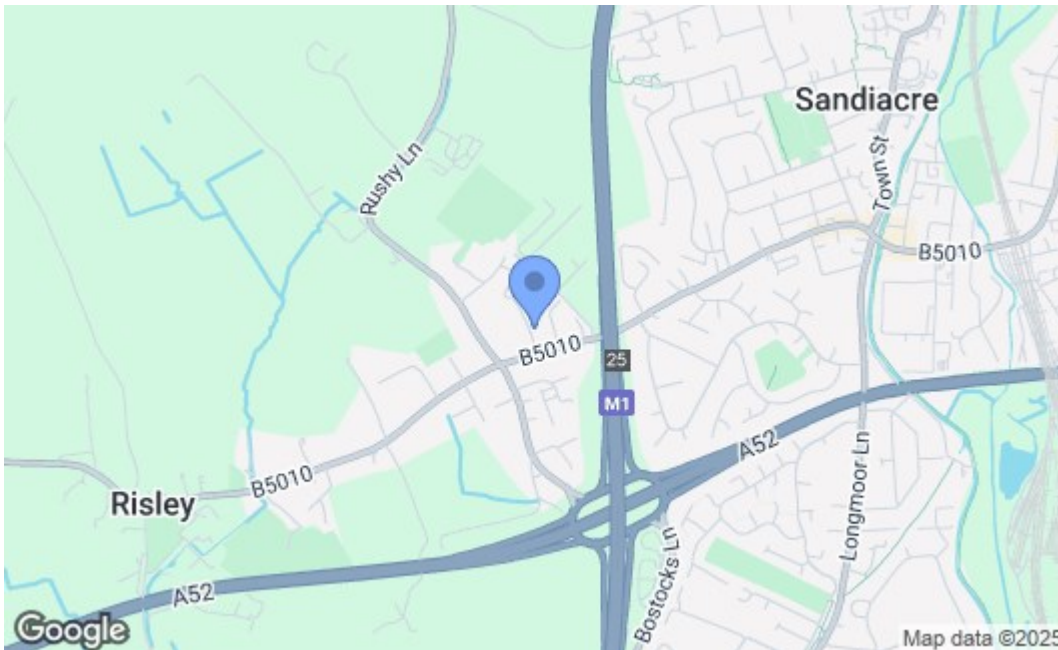 Sandiacre
Rushy Ln
Town St
B5010
B5010
25
M1
A52
Longmoor Ln
B5010
Risley
A52
Bostocks Ln
Google
Map data ©2025